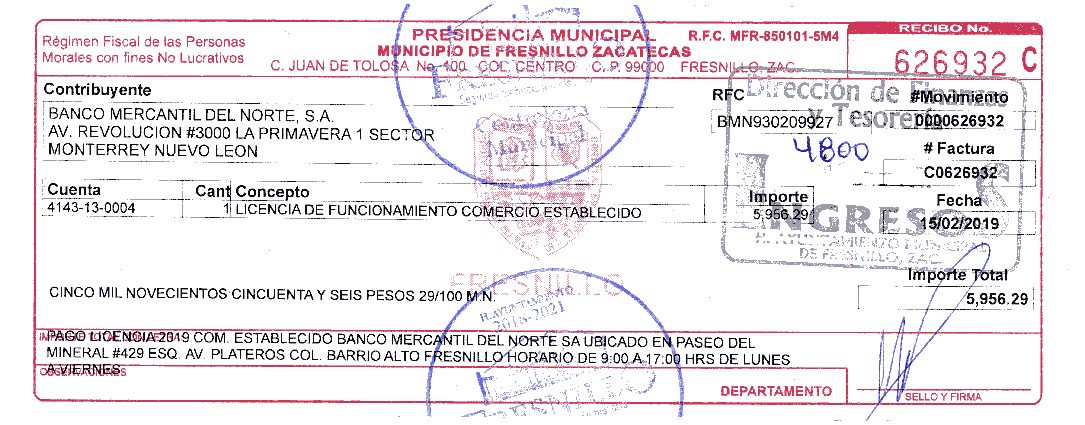 PRESIDENCIA MUNICIPAL
R.F.C. MFR-850101-5M4
RECIBO No.
Régimen Fiscal de las Personas
Morales con fines No Lucrativos
MUNICIPIO DE FRESNILLO ZACATECAS
C. JUAN DE TOLOSA No. 100 COL. CENTRO C.P. 99000 FRESNILLO, ZAC.
626932 C
Contribuyente
RFC
#Movimiento
BANCO MERCANTIL DEL NORTE, S.A.
BMN930209927
0000626932
AV. REVOLUCION #3000 LA PRIMAVERA 1 SECTOR
MONTERREY NUEVO LEON
Dirección de Finanzas
y Tesorería
4800
# Factura
C0626932
Cuenta Cant Concepto Importe Fecha
4143-13-0004 1 LICENCIA DE FUNCIONAMIENTO COMERCIO ESTABLECIDO 5,956.29 15/02/2019
INGRESOS
H. AYUNTAMIENTO MUNICIPAL
DE FRESNILLO, ZAC.
Importe Total
5,956.29
FRESNILLO
CINCO MIL NOVECIENTOS CINCUENTA Y SEIS PESOS 29/100 M.N.
H. AYUNTAMIENTO
2018-2021
PAGO LICENCIA 2019 COM. ESTABLECIDO BANCO MERCANTIL DEL NORTE SA UBICADO EN PASEO DEL
MINERAL #429 ESQ. AV. PLATEROS COL. BARRIO ALTO FRESNILLO HORARIO DE 9:00 A 17:00 HRS DE LUNES
A VIERNES
OBSERVACIONES
FRESNILLO
DEPARTAMENTO
SELLO Y FIRMA